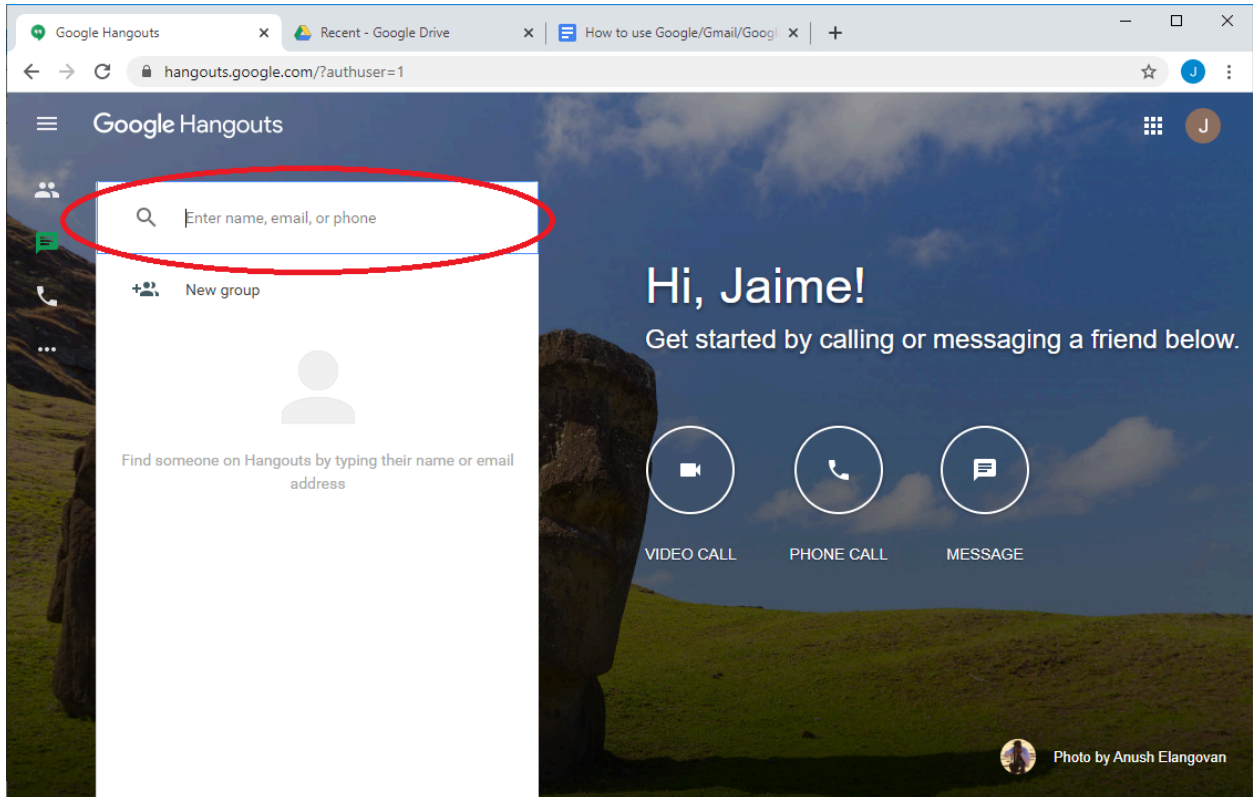 Google Hangouts
Recent - Google Drive
How to use Google/Gmail/Googl
hangouts.google.com/?authuser=1
J
Google Hangouts
J
Enter name, email, or phone
New group
Find someone on Hangouts by typing their name or email
address
Hi, Jaime!
Get started by calling or messaging a friend below.
VIDEO CALL
PHONE CALL
MESSAGE
Photo by Anush Elangovan